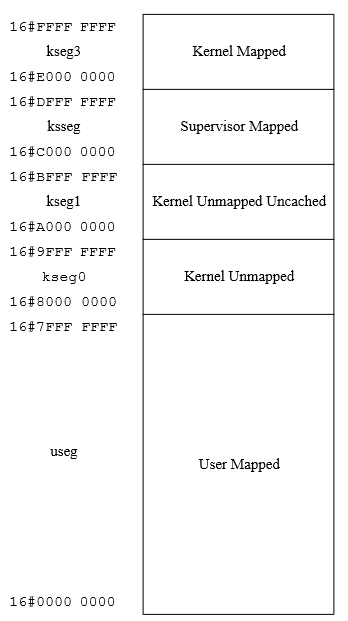 16#FFFF FFFF
kseg3
Kernel Mapped
16#E000 0000
16#DFFF FFFF
ksseg
Supervisor Mapped
16#C000 0000
16#BFFF FFFF
kseg1
Kernel Unmapped Uncached
16#A000 0000
16#9FFF FFFF
kseg0
Kernel Unmapped
16#8000 0000
16#7FFF FFFF
useg
User Mapped
16#0000 0000